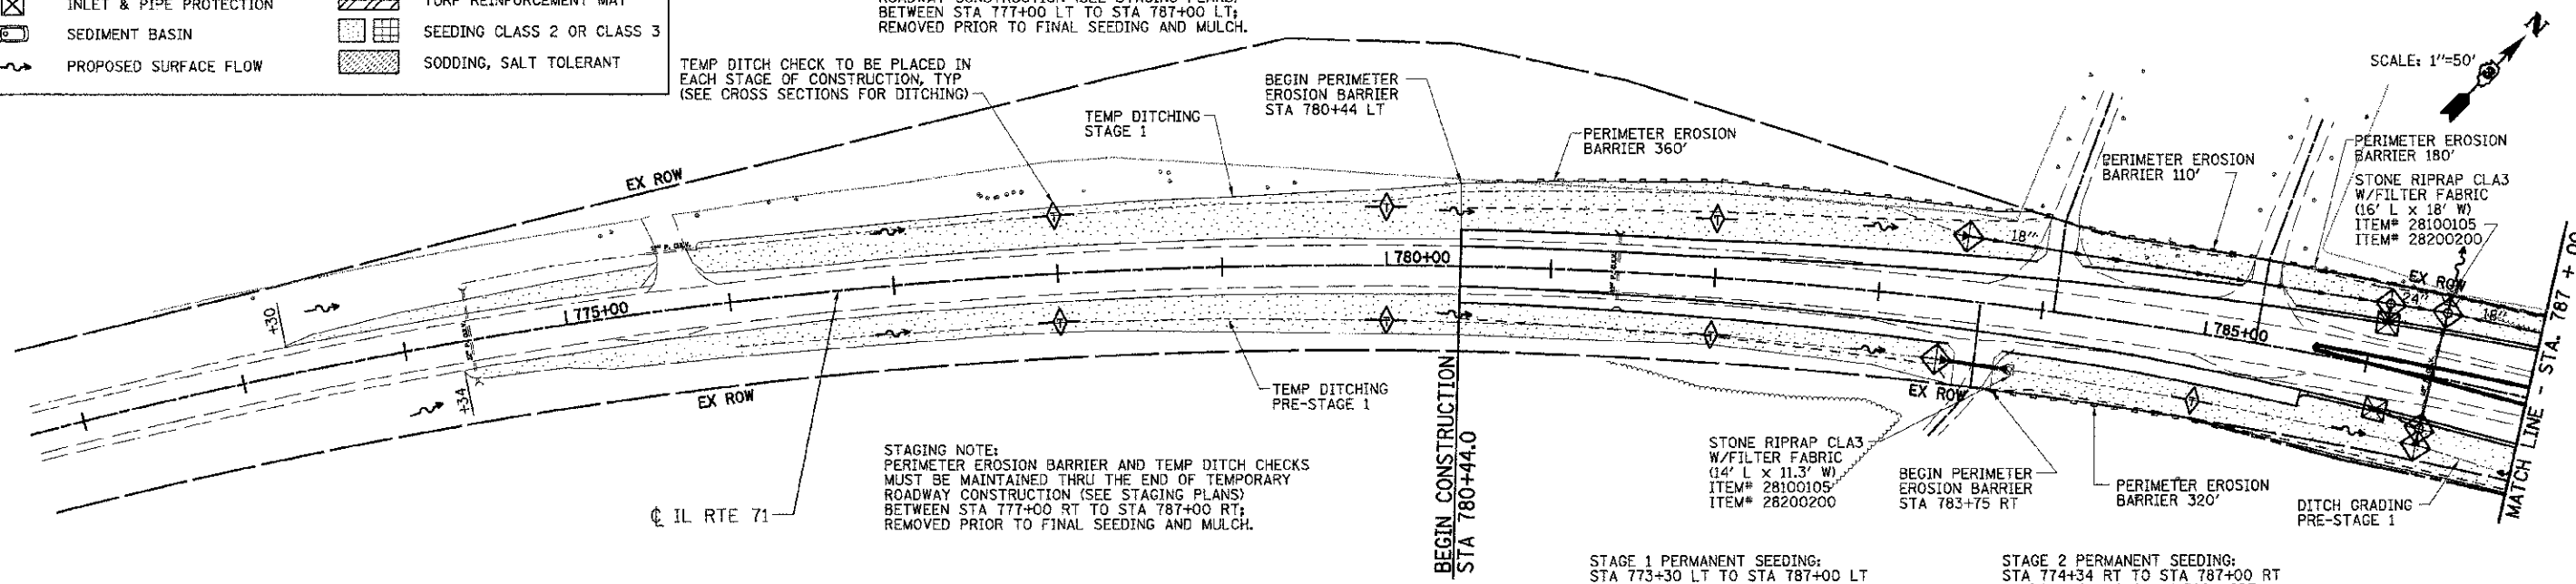 INLET & PIPE PROTECTION
TURF REINFORCEMENT MAT
SEDIMENT BASIN
SEEDING CLASS 2 OR CLASS 3
PROPOSED SURFACE FLOW
SODDING, SALT TOLERANT
ROADWAY CONSTRUCTION (SEE STAGING PLANS)
BETWEEN STA 777+00 LT TO STA 787+00 LT;
REMOVED PRIOR TO FINAL SEEDING AND MULCH.
TEMP DITCH CHECK TO BE PLACED IN
EACH STAGE OF CONSTRUCTION, TYP
(SEE CROSS SECTIONS FOR DITCHING)
TEMP DITCHING
STAGE 1
BEGIN PERIMETER
EROSION BARRIER
STA 780+44 LT
PERIMETER EROSION
BARRIER 360'
N
SCALE: 1"=50'
PERIMETER EROSION
BARRIER 110'
PERIMETER EROSION
BARRIER 180'
STONE RIPRAP CLA3
W/FILTER FABRIC
(16' L x 18' W)
ITEM# 28100105
ITEM# 28200200
EX ROW
EX ROW
18"
24"
18"
+30
775+00
780+00
785+00
+34
EX ROW
EX ROW
TEMP DITCHING
PRE-STAGE 1
℄ IL RTE 71
STAGING NOTE:
PERIMETER EROSION BARRIER AND TEMP DITCH CHECKS
MUST BE MAINTAINED THRU THE END OF TEMPORARY
ROADWAY CONSTRUCTION (SEE STAGING PLANS)
BETWEEN STA 777+00 RT TO STA 787+00 RT;
REMOVED PRIOR TO FINAL SEEDING AND MULCH.
BEGIN CONSTRUCTION
STA 780+44.0
STONE RIPRAP CLA3
W/FILTER FABRIC
(14' L x 11.3' W)
ITEM# 28100105
ITEM# 28200200
BEGIN PERIMETER
EROSION BARRIER
STA 783+75 RT
PERIMETER EROSION
BARRIER 320'
DITCH GRADING
PRE-STAGE 1
MATCH LINE - STA. 787 + 00
STAGE 1 PERMANENT SEEDING:
STA 773+30 LT TO STA 787+00 LT
STAGE 2 PERMANENT SEEDING:
STA 774+34 RT TO STA 787+00 RT